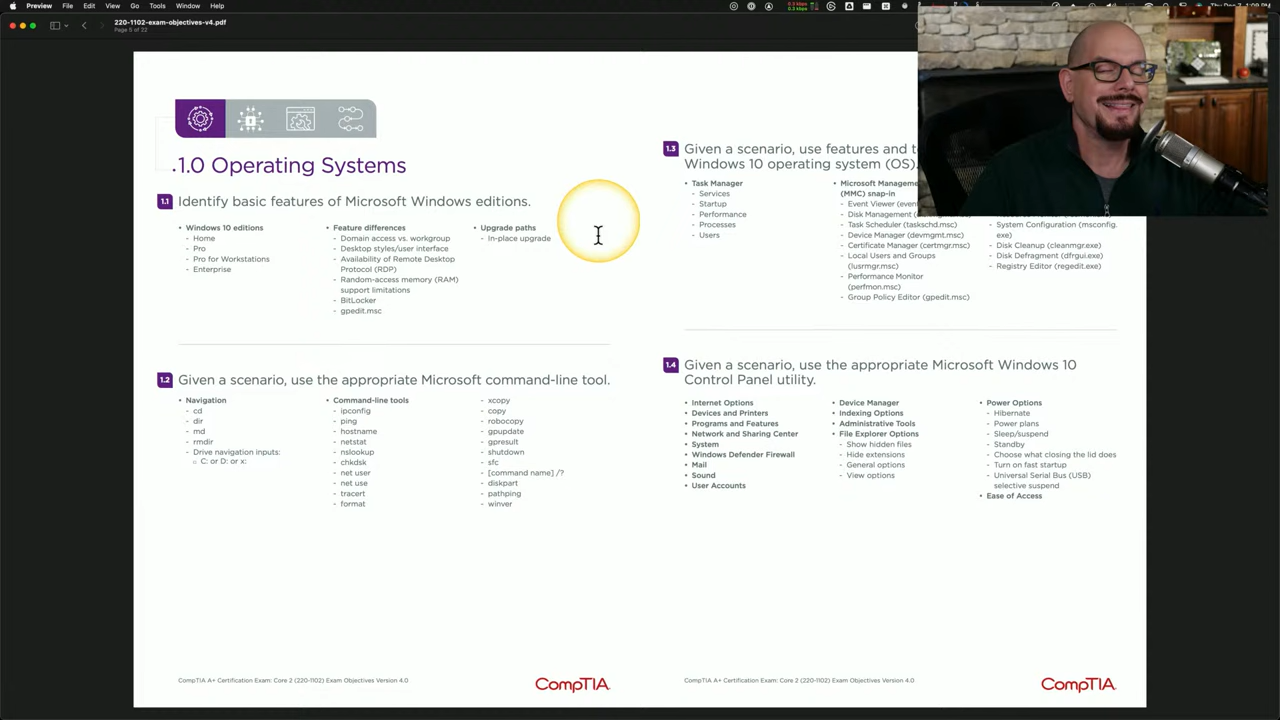 Preview File Edit View Go Tools Window Help
220-1102-exam-objectives-v4.pdf
Page 5 of 22
1.0 Operating Systems
1.1 Identify basic features of Microsoft Windows editions.
• Windows 10 editions
- Home
- Pro
- Pro for Workstations
- Enterprise
• Feature differences
- Domain access vs. workgroup
- Desktop styles/user interface
- Availability of Remote Desktop
Protocol (RDP)
- Random-access memory (RAM)
support limitations
- BitLocker
- gpedit.msc
• Upgrade paths
- In-place upgrade
1.2 Given a scenario, use the appropriate Microsoft command-line tool.
• Navigation
- cd
- dir
- md
- rmdir
- Drive navigation inputs:
C: or D: or x:
• Command-line tools
- ipconfig
- ping
- hostname
- netstat
- nslookup
- chkdsk
- net user
- net use
- tracert
- format
- xcopy
- copy
- robocopy
- gpupdate
- gpresult
- shutdown
- sfc
- [command name] /?
- diskpart
- pathping
- winver
CompTIA A+ Certification Exam: Core 2 (220-1102) Exam Objectives Version 4.0
CompTIA.
1.3 Given a scenario, use features and
Windows 10 operating system (OS).
• Task Manager
- Services
- Startup
- Performance
- Processes
- Users
• Microsoft
(MMC) snap-in
- Event Viewer
- Disk Management
- Task Scheduler (taskschd.msc)
- Device Manager (devmgmt.msc)
- Certificate Manager (certmgr.msc)
- Local Users and Groups
(lusrmgr.msc)
- Performance Monitor
(perfmon.msc)
- Group Policy Editor (gpedit.msc)
- System Configuration (msconfig.
exe)
- Disk Cleanup (cleanmgr.exe)
- Disk Defragment (dfrgui.exe)
- Registry Editor (regedit.exe)
1.4 Given a scenario, use the appropriate Microsoft Windows 10
Control Panel utility.
• Internet Options
• Devices and Printers
• Programs and Features
• Network and Sharing Center
• System
• Windows Defender Firewall
• Mail
• Sound
• User Accounts
• Device Manager
• Indexing Options
• Administrative Tools
• File Explorer Options
- Show hidden files
- Hide extensions
- General options
- View options
• Power Options
- Hibernate
- Power plans
- Sleep/suspend
- Standby
- Choose what closing the lid does
- Turn on fast startup
- Universal Serial Bus (USB)
selective suspend
• Ease of Access
CompTIA A+ Certification Exam: Core 2 (220-1102) Exam Objectives Version 4.0
CompTIA.